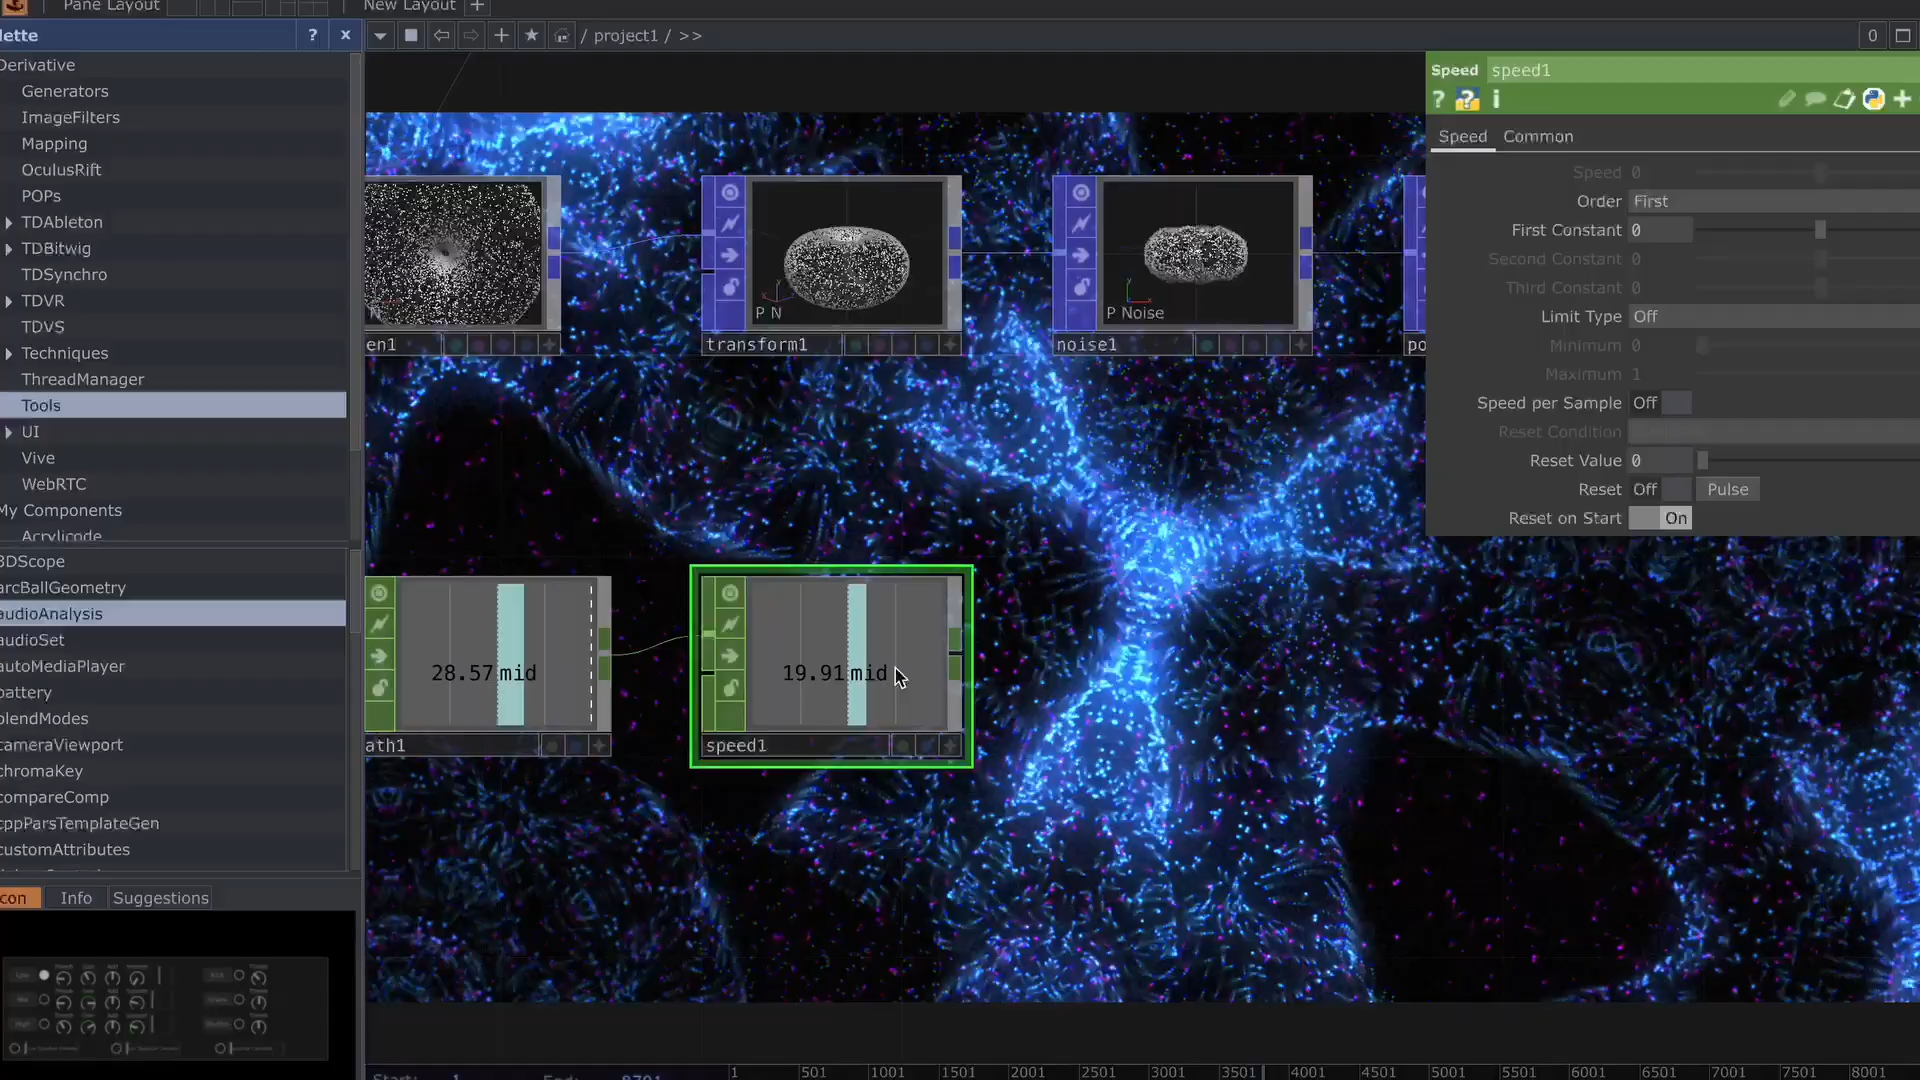 Pane Layout
New Layout +
lette ? x
/ project1 / >> 0
Derivative
Generators
ImageFilters
Mapping
OculusRift
POPs
TDAbleton
TDBitwig
TDSynchro
TDVR
TDVS
Techniques
ThreadManager
Tools
UI
Vive
WebRTC
My Components
Acrylicode
3DScope
arcBallGeometry
audioAnalysis
audioSet
autoMediaPlayer
battery
blendModes
cameraViewport
chromaKey
compareComp
cppParsTemplateGen
customAttributes
con Info Suggestions
en1
P N
transform1
P Noise
noise1
po
28.57 mid
ath1
19.91 mid
speed1
Speed speed1
? ? i
Speed Common
Speed 0
Order First
First Constant 0
Second Constant 0
Third Constant 0
Limit Type Off
Minimum 0
Maximum 1
Speed per Sample Off
Reset Condition
Reset Value 0
Reset Off Pulse
Reset on Start On
1 501 1001 1501 2001 2501 3001 3501 4001 4501 5001 5501 6001 6501 7001 7501 8001